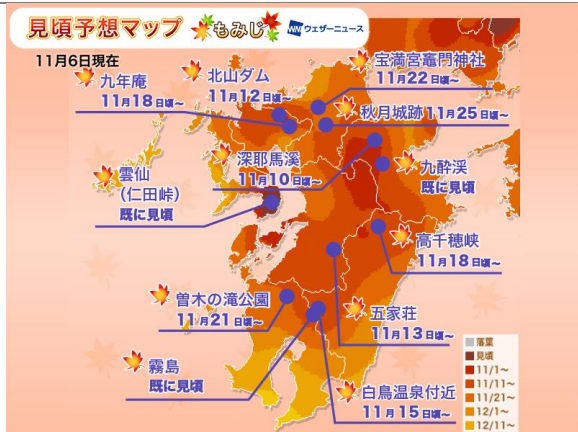 見頃予想マップ もみじ WNI ウェザーニュース
11月6日現在
九年庵
11月18日頃〜
北山ダム
11月12日頃〜
宝満宮竈門神社
11月22日頃〜
秋月城跡 11月25日頃〜
雲仙
(仁田峠)
既に見頃
深耶馬溪
11月10日頃〜
九酔渓
既に見頃
高千穂峡
11月18日頃〜
曽木の滝公園
11月21日頃〜
五家荘
11月13日頃〜
霧島
既に見頃
白鳥温泉付近
11月15日頃〜
落葉
見頃
11/1〜
11/11〜
11/21〜
12/1〜
12/11〜